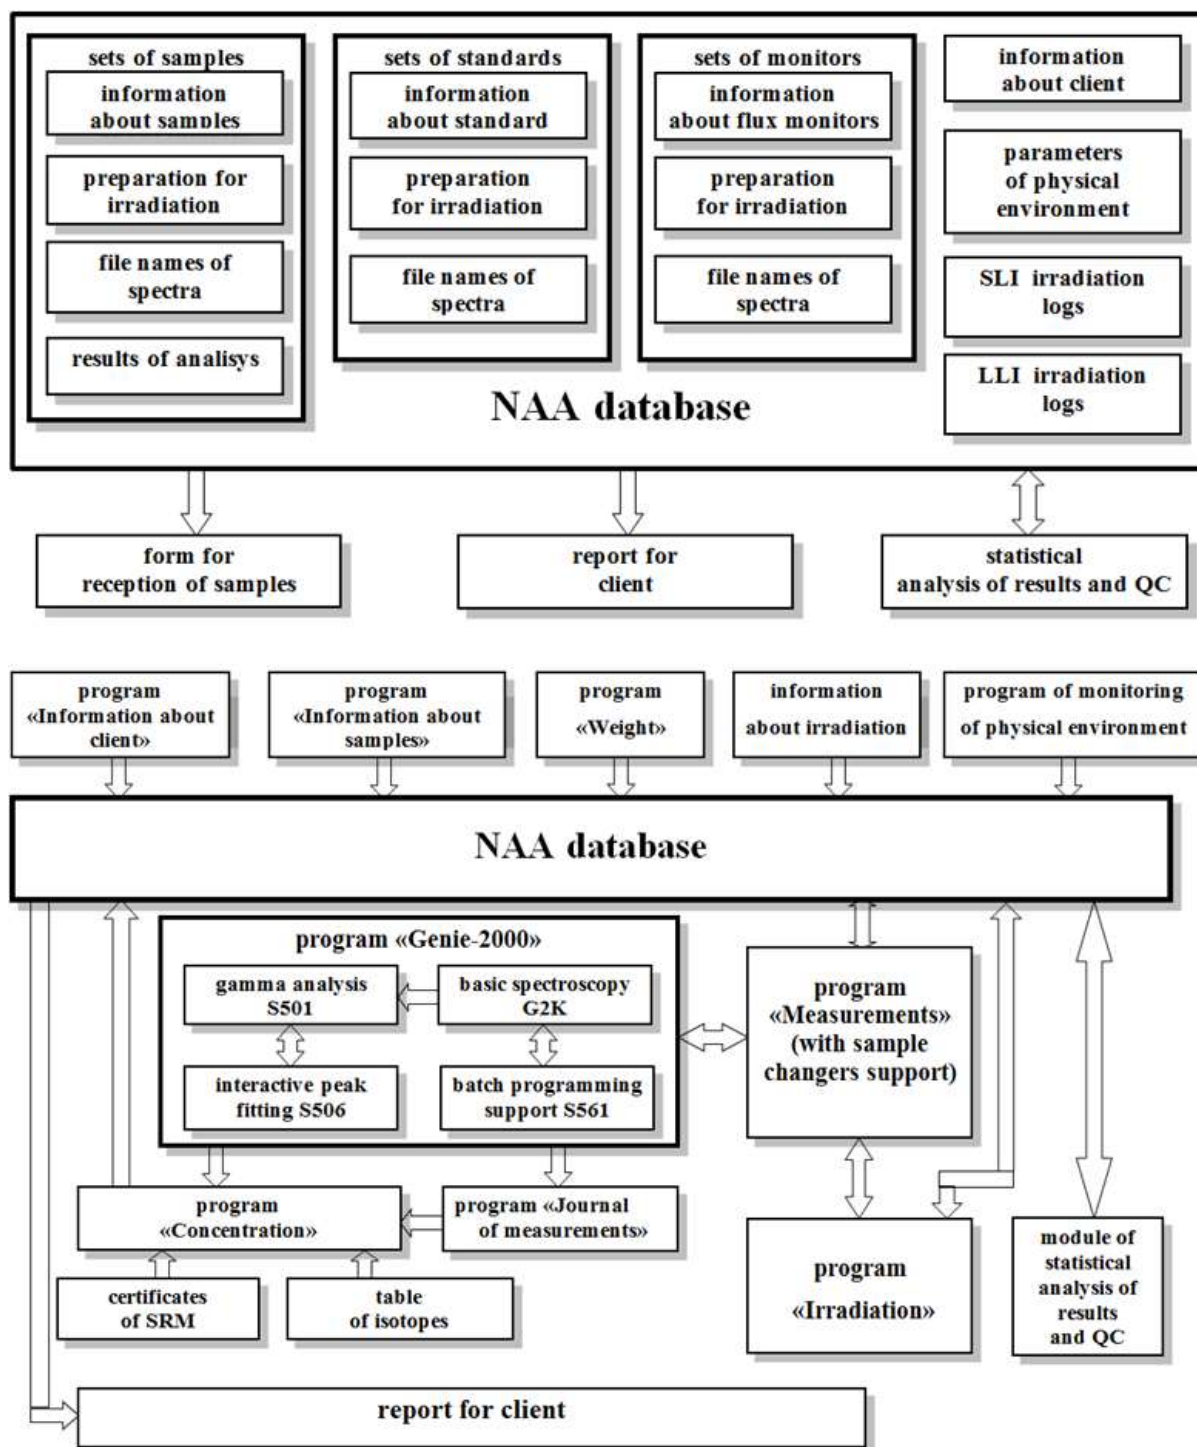 sets of samples
information
about samples
preparation for
irradiation
file names of
spectra
results of analisys
sets of standards
information
about standard
preparation
for irradiation
file names of
spectra
sets of monitors
information
about flux monitors
preparation
for irradiation
file names of
spectra
information
about client
parameters
of physical
environment
SLI irradiation
logs
LLI irradiation
logs
NAA database
form for
reception of samples
report for
client
statistical
analysis of results and QC
program
«Information about
client»
program
«Information about
samples»
program
«Weight»
information
about irradiation
program of monitoring
of physical environment
NAA database
program «Genie-2000»
gamma analysis
S501
basic spectroscopy
G2K
interactive peak
fitting S506
batch programming
support S561
program
«Measurements»
(with sample
changers support)
program
«Concentration»
program «Journal
of measurements»
certificates
of SRM
table
of isotopes
program
«Irradiation»
module of
statistical
analysis of
results
and QC
report for client